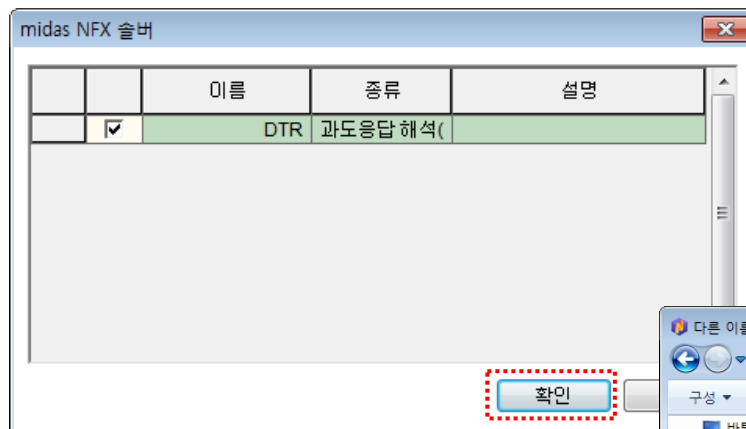 midas NFX 솔버
이름 종류 설명
DTR 과도응답 해석(
확인
다른 이
구성